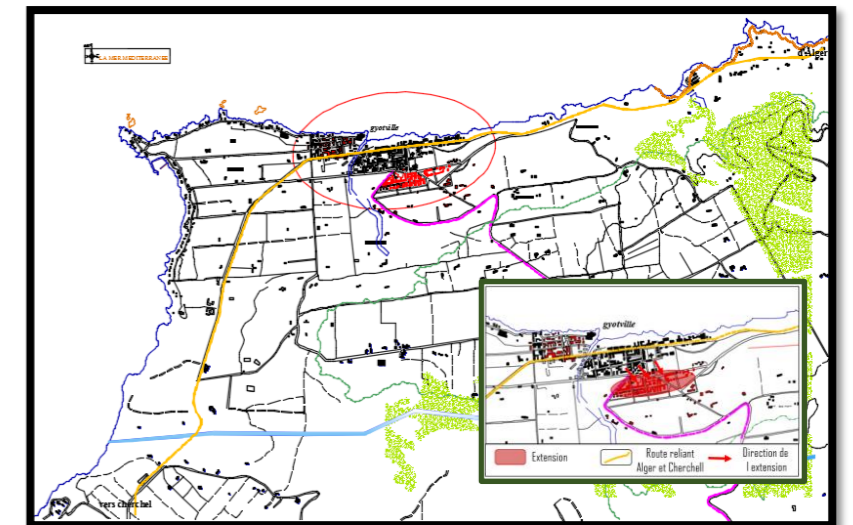 d'Alger
LA MER MEDITERRANEE
gyotville
gyotville
Extension
Route reliant
Alger et Cherchell
Direction de
l extension
vers cherchel